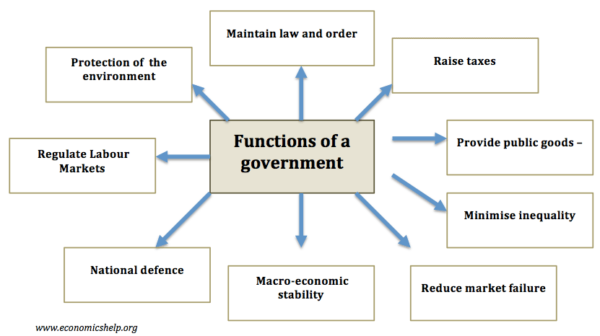 Maintain law and order
Protection of the
environment
Raise taxes
Functions of a
government
Provide public goods –
Regulate Labour
Markets
Minimise inequality
National defence
Macro-economic
stability
Reduce market failure
www.economicshelp.org